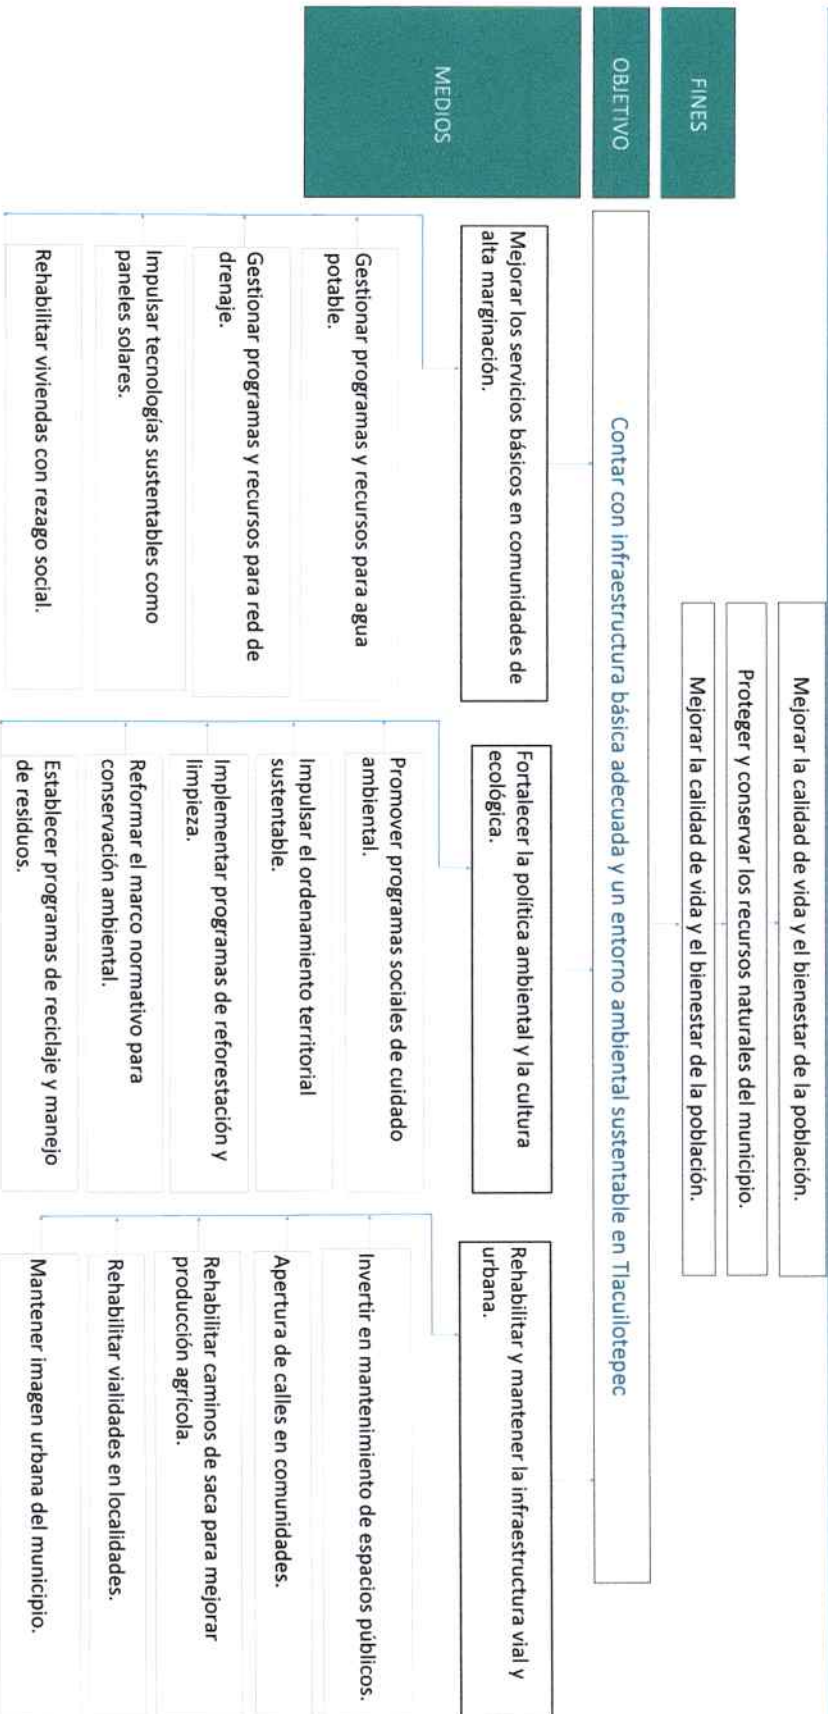 FINES
Mejorar la calidad de vida y el bienestar de la población.
Proteger y conservar los recursos naturales del municipio.
Mejorar la calidad de vida y el bienestar de la población.
OBJETIVO
Contar con infraestructura básica adecuada y un entorno ambiental sustentable en Tlacuilotepec
MEDIOS
Mejorar los servicios básicos en comunidades de
alta marginación.
Gestionar programas y recursos para agua
potable.
Gestionar programas y recursos para red de
drenaje.
Impulsar tecnologías sustentables como
paneles solares.
Rehabilitar viviendas con rezago social.
Fortalecer la política ambiental y la cultura
ecológica.
Promover programas sociales de cuidado
ambiental.
Impulsar el ordenamiento territorial
sustentable.
Implementar programas de reforestación y
limpieza.
Reformar el marco normativo para
conservación ambiental.
Establecer programas de reciclaje y manejo
de residuos.
Rehabilitar y mantener la infraestructura vial y
urbana.
Invertir en mantenimiento de espacios públicos.
Apertura de calles en comunidades.
Rehabilitar caminos de saca para mejorar
producción agrícola.
Rehabilitar vialidades en localidades.
Mantener imagen urbana del municipio.